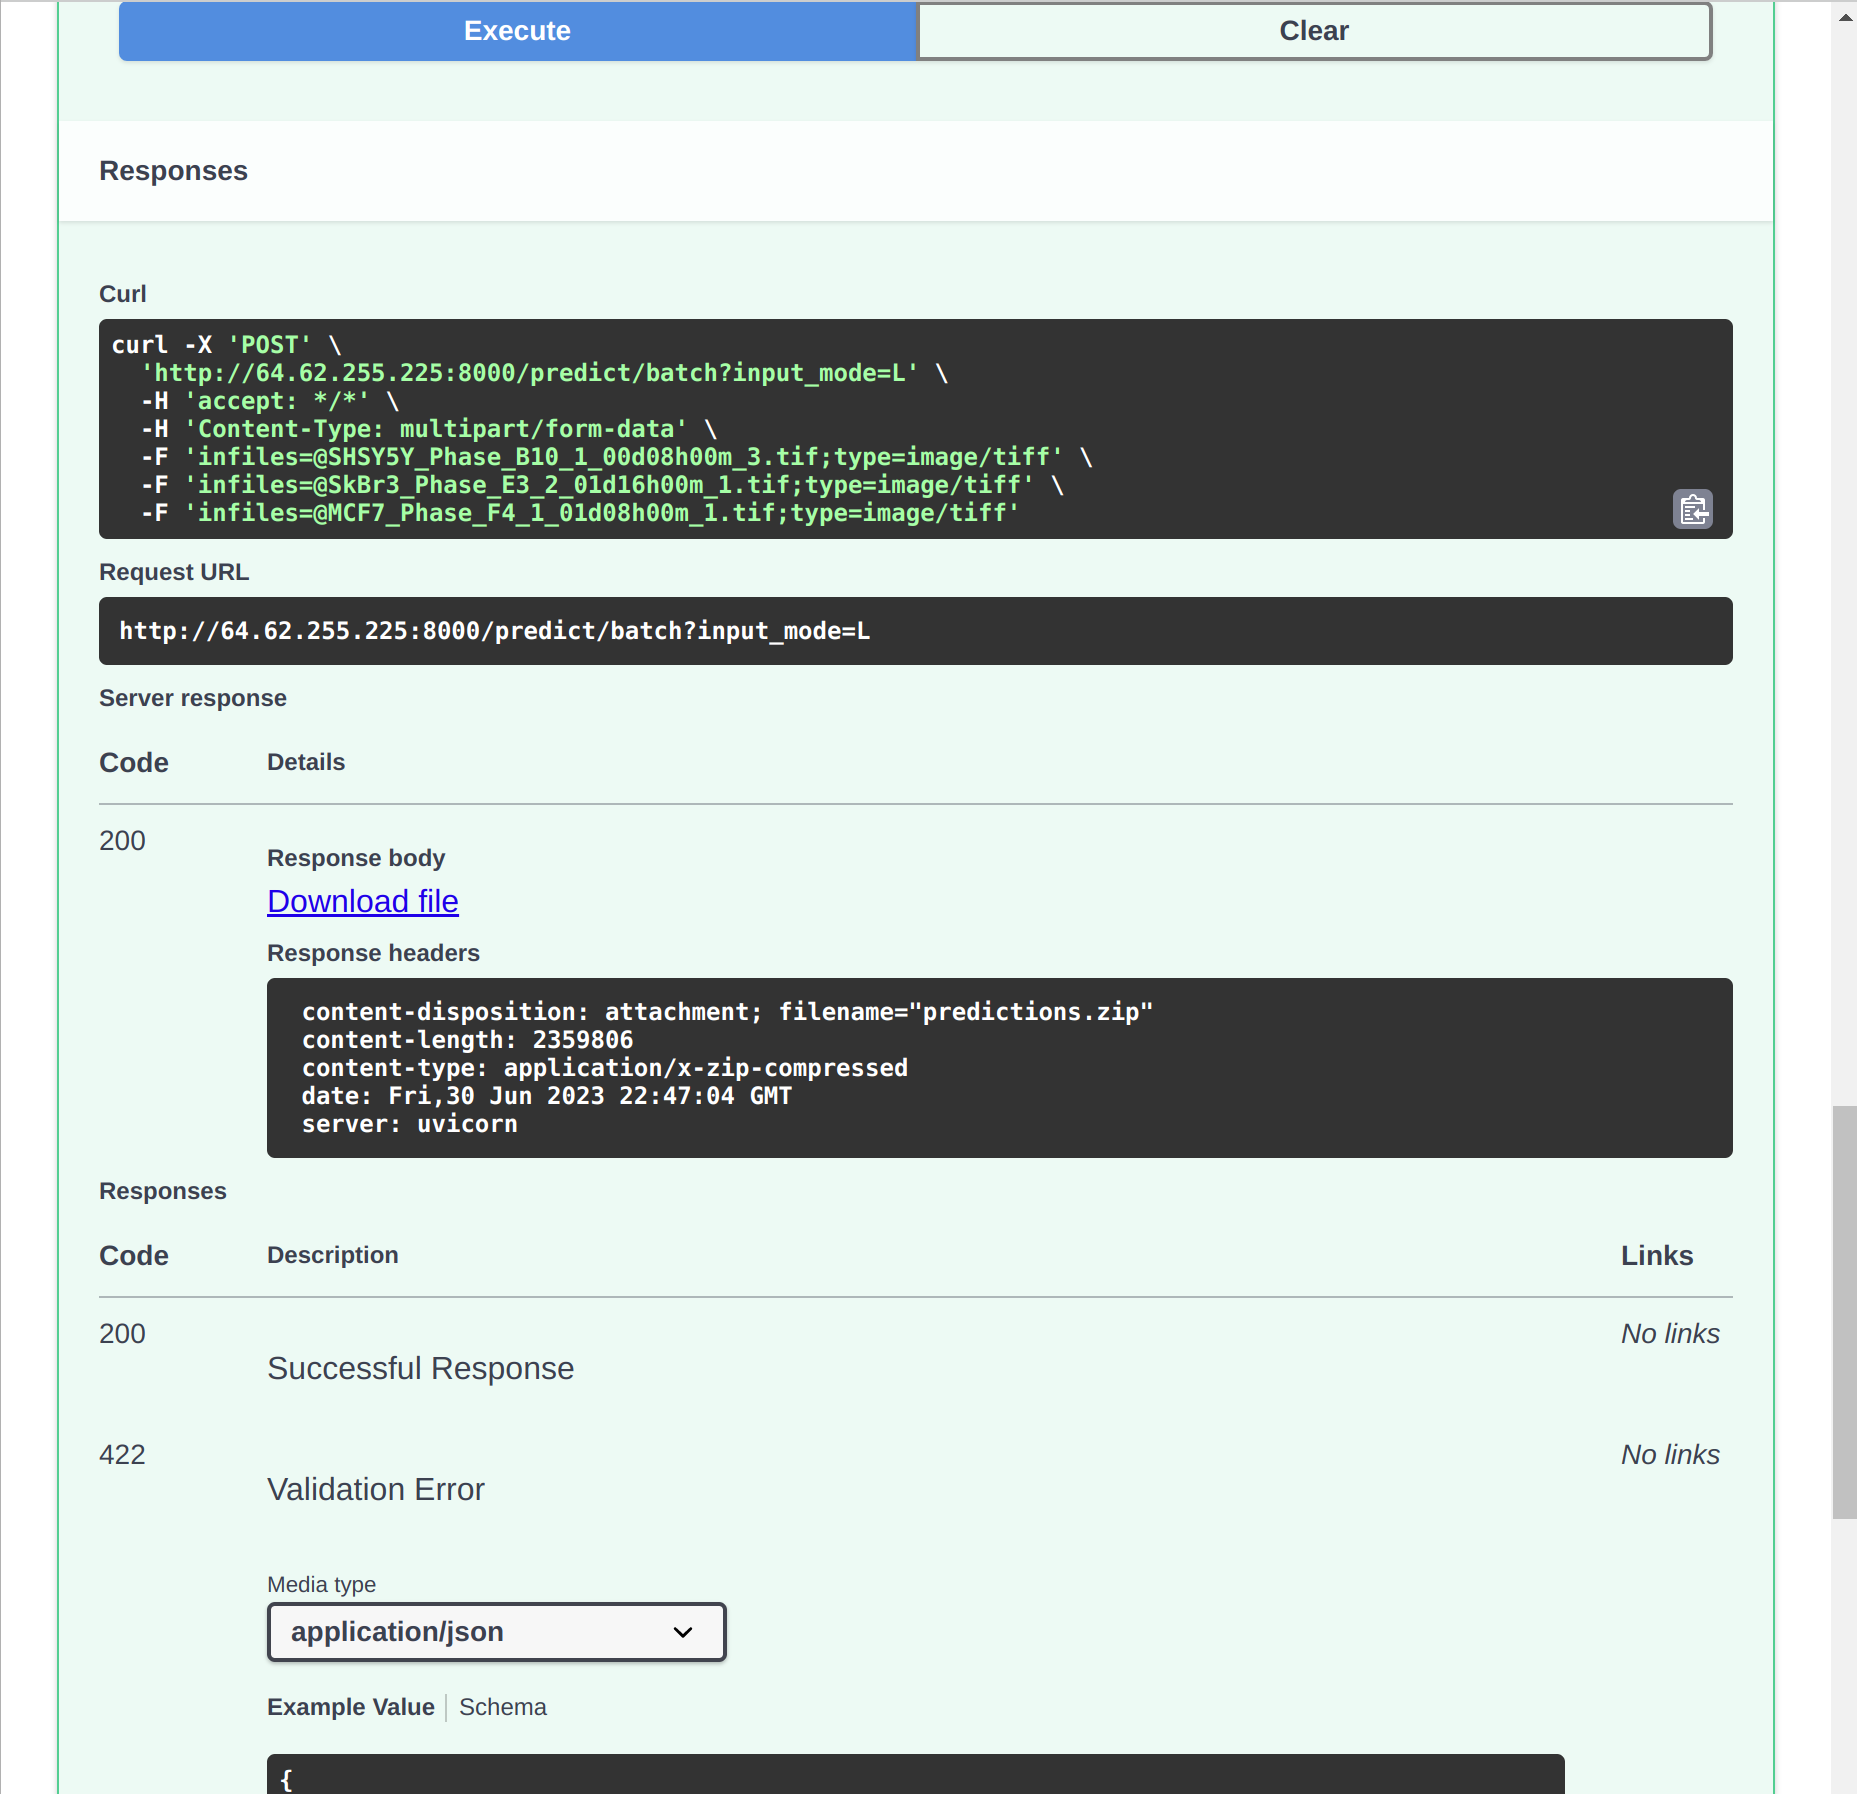 Execute
Clear
Responses
Curl
curl -X 'POST' \
'http://64.62.255.225:8000/predict/batch?input_mode=L' \
-H 'accept: */*' \
-H 'Content-Type: multipart/form-data' \
-F 'infiles=@SHSY5Y_Phase_B10_1_00d08h00m_3.tif;type=image/tiff' \
-F 'infiles=@SkBr3_Phase_E3_2_01d16h00m_1.tif;type=image/tiff' \
-F 'infiles=@MCF7_Phase_F4_1_01d08h00m_1.tif;type=image/tiff'
Request URL
http://64.62.255.225:8000/predict/batch?input_mode=L
Server response
Code Details
200
Response body
Download file
Response headers
content-disposition: attachment; filename="predictions.zip"
content-length: 2359806
content-type: application/x-zip-compressed
date: Fri,30 Jun 2023 22:47:04 GMT
server: uvicorn
Responses
Code Description Links
200 No links
Successful Response
422 No links
Validation Error
Media type
application/json
Example Value Schema
{